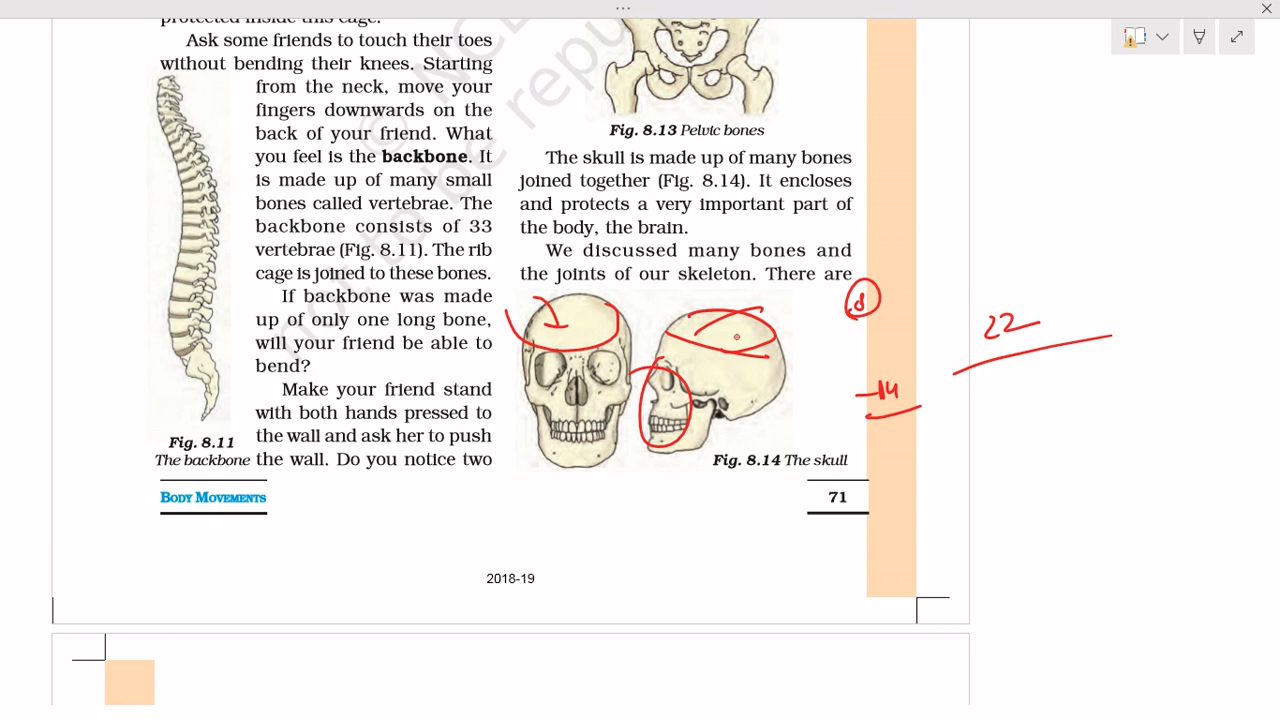 protected inside this cage.
Ask some friends to touch their toes
without bending their knees. Starting
from the neck, move your
fingers downwards on the
back of your friend. What
you feel is the backbone. It
is made up of many small
bones called vertebrae. The
backbone consists of 33
vertebrae (Fig. 8.11). The rib
cage is joined to these bones.
If backbone was made
up of only one long bone,
will your friend be able to
bend?
Make your friend stand
with both hands pressed to
the wall and ask her to push
the wall. Do you notice two
Fig. 8.11
The backbone
Fig. 8.13 Pelvic bones
The skull is made up of many bones
joined together (Fig. 8.14). It encloses
and protects a very important part of
the body, the brain.
We discussed many bones and
the joints of our skeleton. There are
Fig. 8.14 The skull
14
22
BODY MOVEMENTS
71
2018-19